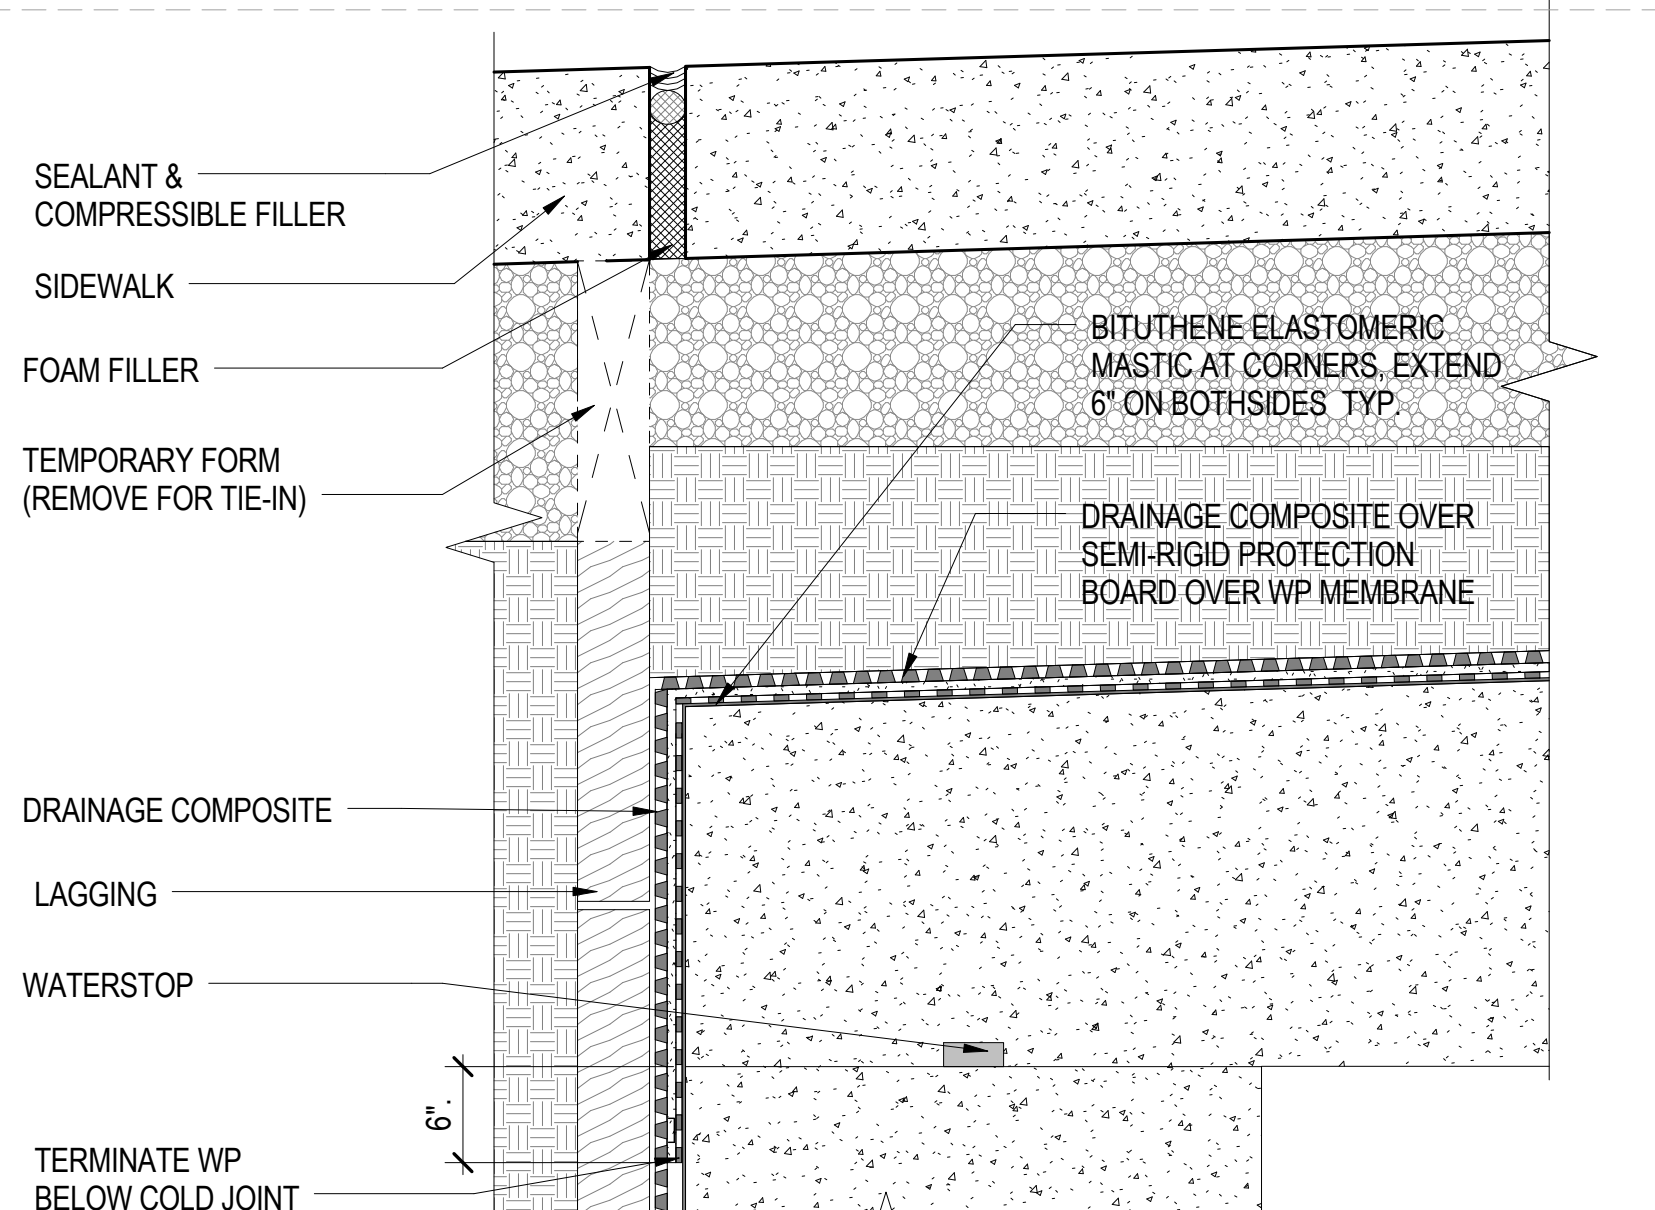 SEALANT &
COMPRESSIBLE FILLER
SIDEWALK
FOAM FILLER
TEMPORARY FORM
(REMOVE FOR TIE-IN)
BITUTHENE ELASTOMERIC
MASTIC AT CORNERS, EXTEND
6" ON BOTHSIDES TYP.
DRAINAGE COMPOSITE OVER
SEMI-RIGID PROTECTION
BOARD OVER WP MEMBRANE
DRAINAGE COMPOSITE
LAGGING
WATERSTOP
6".
TERMINATE WP
BELOW COLD JOINT